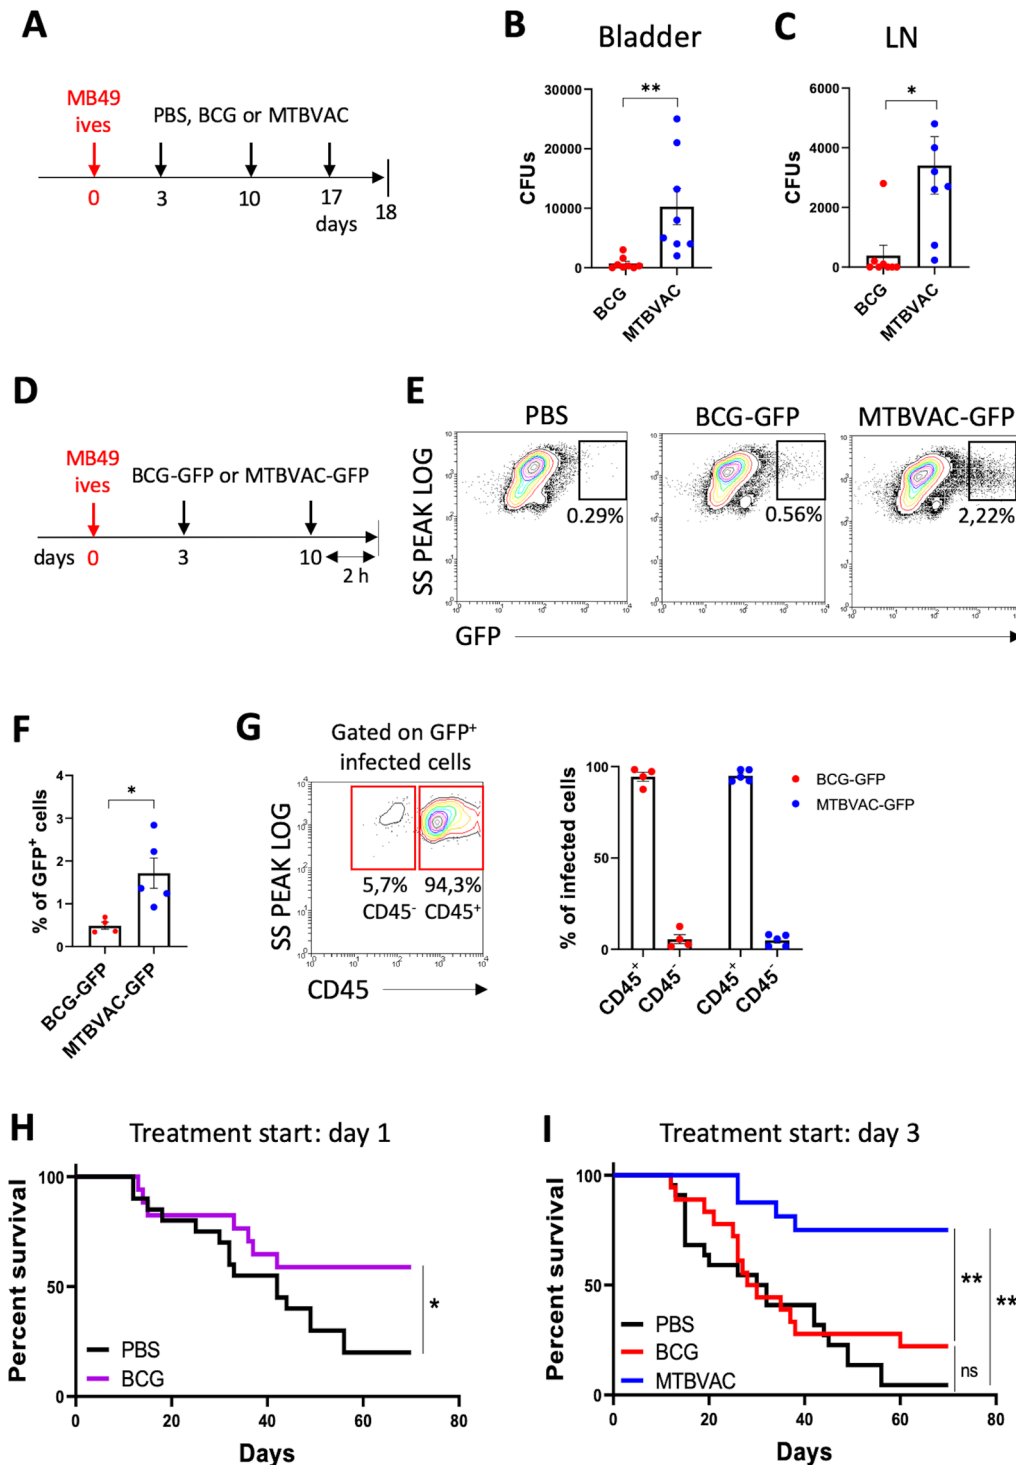 A
MB49
ives
PBS, BCG or MTBVAC
0
3
10
17
days
18
B
Bladder
**
30000
20000
10000
0
CFUs
BCG
MTBVAC
C
LN
*
6000
4000
2000
0
CFUs
BCG
MTBVAC
D
MB49
ives
BCG-GFP or MTBVAC-GFP
days 0
3
10
2 h
E
PBS
BCG-GFP
MTBVAC-GFP
0.29%
0.56%
2,22%
SS PEAK LOG
GFP
F
*
4
3
2
1
0
% of GFP⁺ cells
BCG-GFP
MTBVAC-GFP
G
Gated on GFP⁺
infected cells
5,7%
94,3%
CD45⁻
CD45⁺
SS PEAK LOG
CD45
100
50
0
% of infected cells
CD45⁺
CD45⁻
CD45⁺
CD45⁻
BCG-GFP
MTBVAC-GFP
H
Treatment start: day 1
100
50
0
Percent survival
PBS
BCG
*
0 20 40 60 80
Days
I
Treatment start: day 3
100
50
0
Percent survival
PBS
BCG
MTBVAC
**
**
ns
0 20 40 60 80
Days